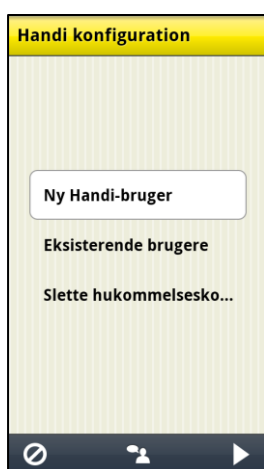 Handi konfiguration
Ny Handi-bruger
Eksisterende brugere
Slette hukommelsesko...